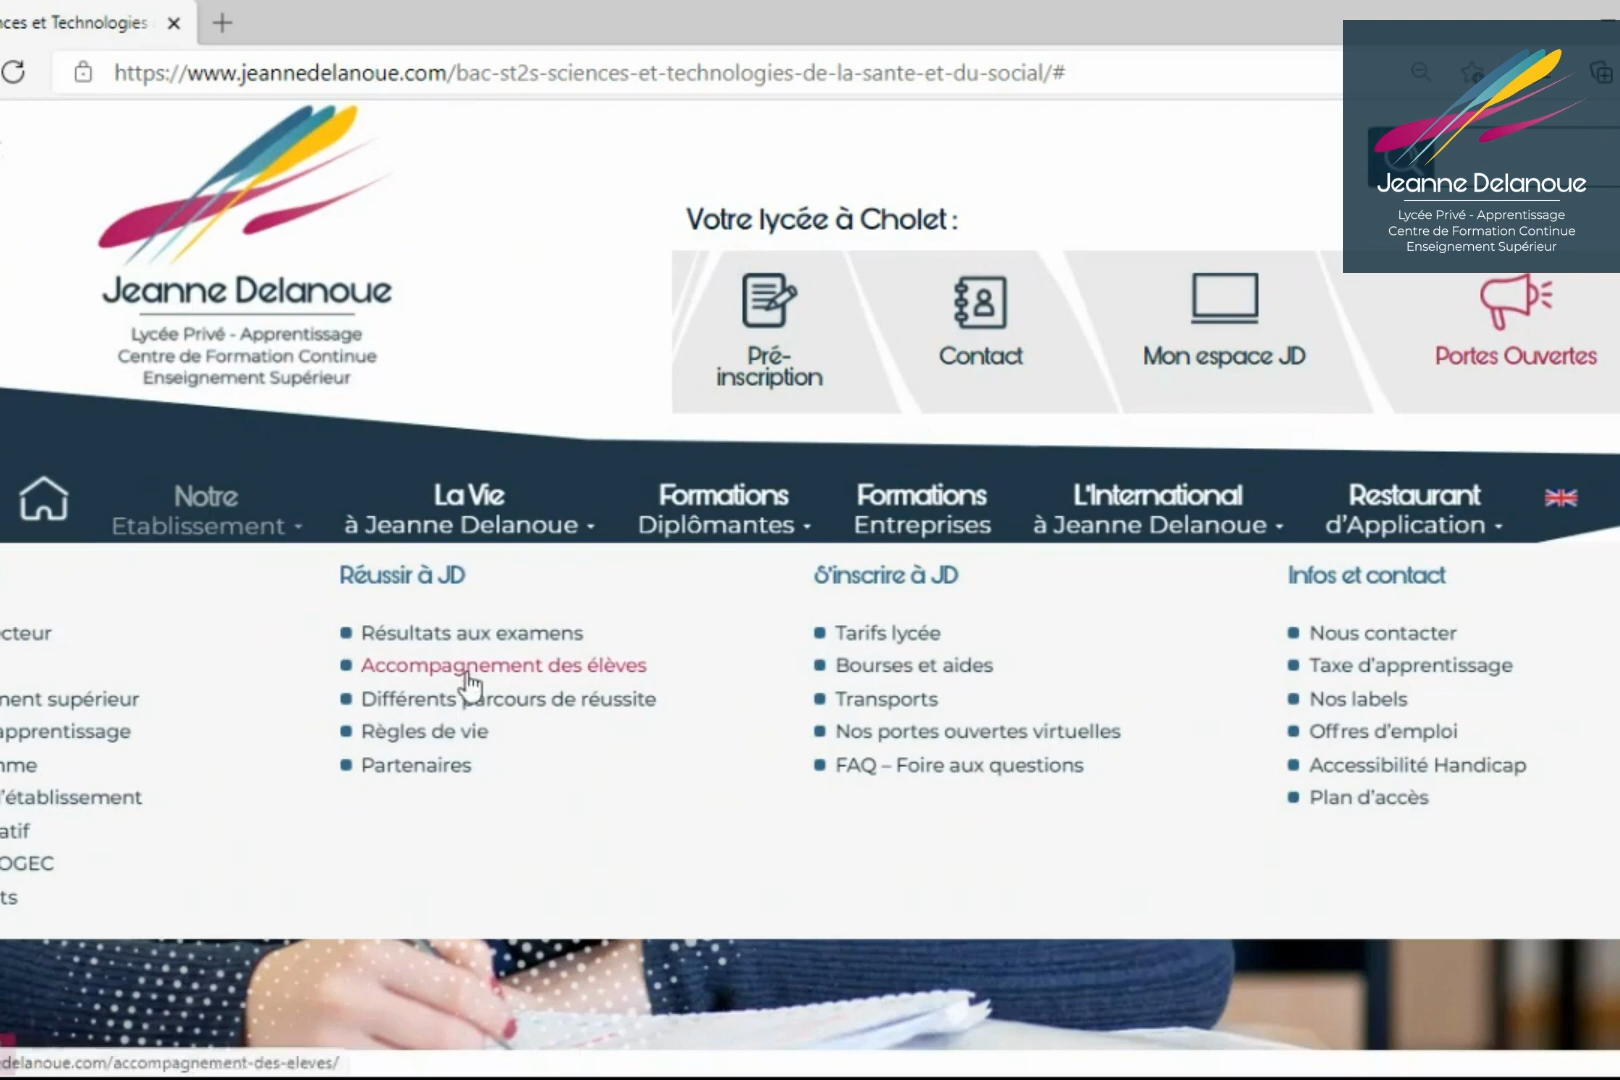 ces et Technologies
https://www.jeannedelanoue.com/bac-st2s-sciences-et-technologies-de-la-sante-et-du-social/#
Jeanne Delanoue
Lycée Privé - Apprentissage
Centre de Formation Continue
Enseignement Supérieur
Jeanne Delanoue
Lycée Privé - Apprentissage
Centre de Formation Continue
Enseignement Supérieur
Votre lycée à Cholet :
Pré-
inscription
Contact
Mon espace JD
Portes Ouvertes
Notre
Etablissement
La Vie
à Jeanne Delanoue
Formations
Diplômantes
Formations
Entreprises
L'International
à Jeanne Delanoue
Restaurant
d'Application
cteur
ment supérieur
apprentissage
mme
l'établissement
atif
OGEC
ts
Réussir à JD
Résultats aux examens
Accompagnement des élèves
Différents parcours de réussite
Règles de vie
Partenaires
S'inscrire à JD
Tarifs lycée
Bourses et aides
Transports
Nos portes ouvertes virtuelles
FAQ – Foire aux questions
Infos et contact
Nous contacter
Taxe d'apprentissage
Nos labels
Offres d'emploi
Accessibilité Handicap
Plan d'accès
delanoue.com/accompagnement-des-eleves/